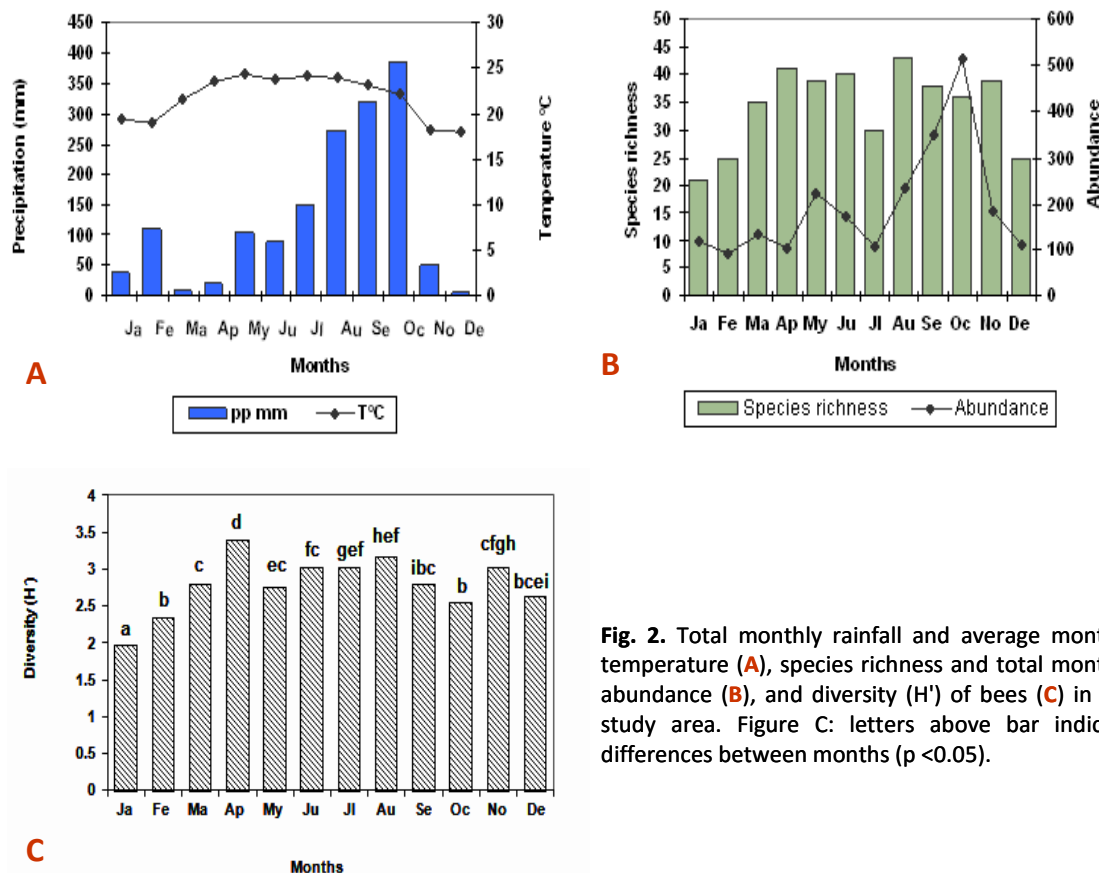 450
400
350
300
250
200
150
100
50
0
Precipitation (mm)
30
25
20
15
10
5
0
Temperature ºC
Ja Fe Ma Ap My Ju Jl Au Se Oc No De
Months
A
pp mm T°C
50
45
40
35
30
25
20
15
10
5
0
Species richness
600
500
400
300
200
100
0
Abundance
Ja Fe Ma Ap My Ju Jl Au Se Oc No De
Months
B
Species richness Abundance
4
3.5
3
2.5
2
1.5
1
0.5
0
Diversity (H')
a b c d ec fc gef hef ibc b cfgh bcei
Ja Fe Ma Ap My Ju Jl Au Se Oc No De
Months
C
Fig. 2. Total monthly rainfall and average mont
temperature (A), species richness and total mont
abundance (B), and diversity (H') of bees (C) in
study area. Figure C: letters above bar indic
differences between months (p <0.05).